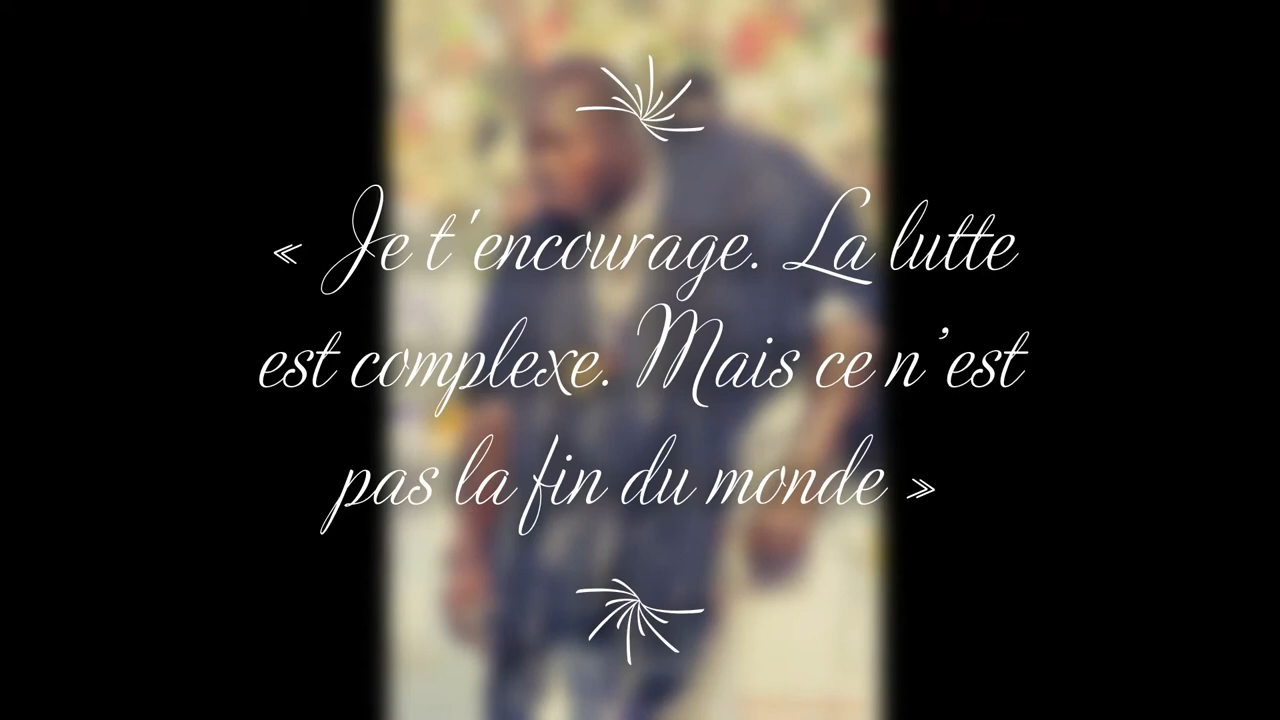 « Je t'encourage. La lutte
est complexe. Mais ce n’est
pas la fin du monde »